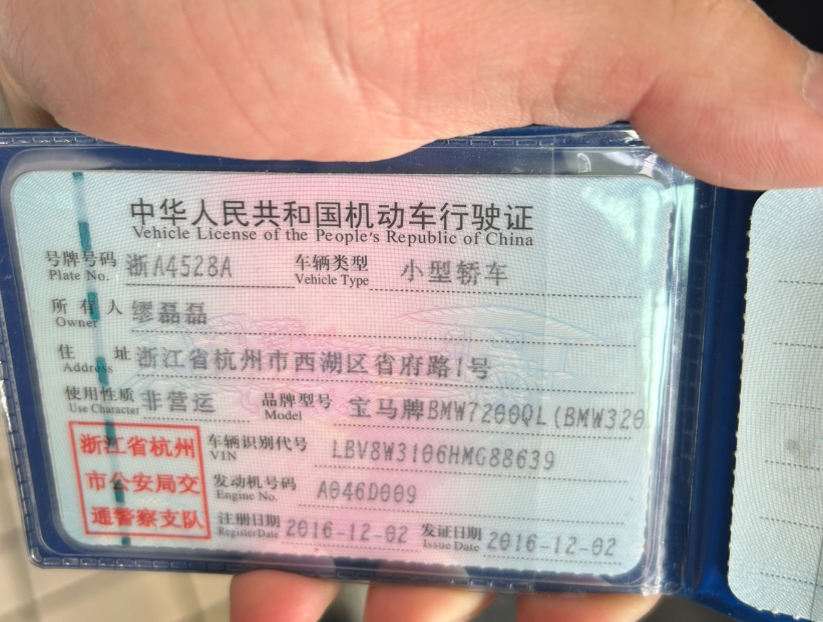 中华人民共和国机动车行驶证
Vehicle License of the People's Republic of China
号牌号码 浙A4528A 车辆类型 小型轿车
Plate No. Vehicle Type
所有人 缪磊磊
Owner
住址 浙江省杭州市西湖区省府路1号
Address
使用性质 非营运 品牌型号 宝马牌BMW7200QL(BMW320
Use Character Model
浙江省杭州 车辆识别代号 LBV8W3106HMG88639
VIN
市公安局交 发动机号码 A046D009
Engine No.
通警察支队 注册日期 2016-12-02 发证日期 2016-12-02
Register Date Issue Date